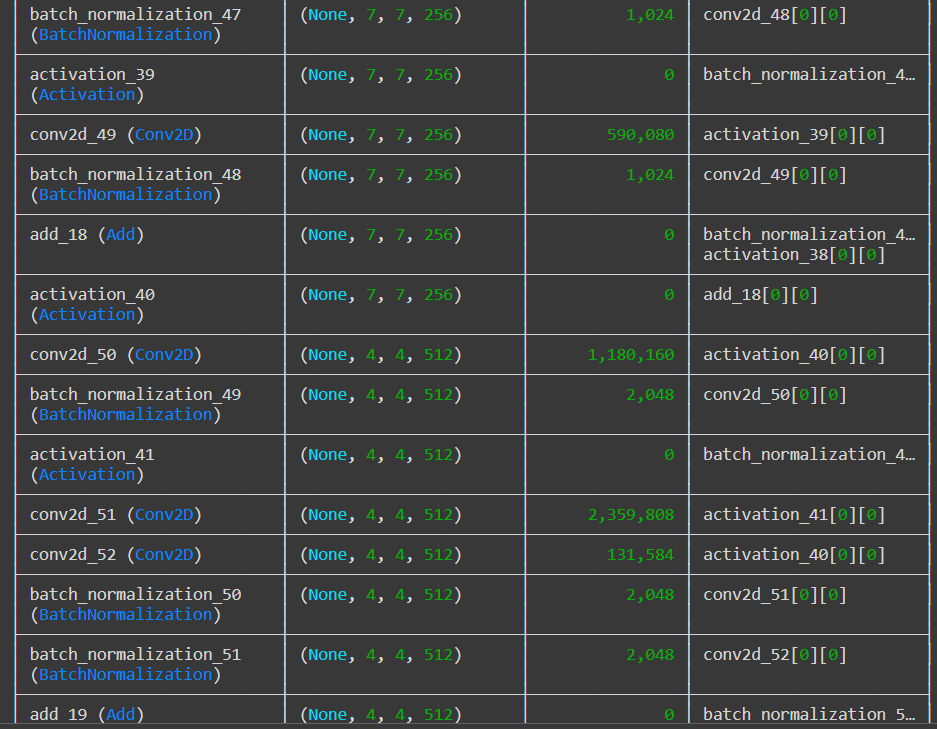 batch_normalization_47 (None, 7, 7, 256) 1,024 conv2d_48[0][0]
(BatchNormalization)
activation_39 (None, 7, 7, 256) 0 batch_normalization_4…
(Activation)
conv2d_49 (Conv2D) (None, 7, 7, 256) 590,080 activation_39[0][0]
batch_normalization_48 (None, 7, 7, 256) 1,024 conv2d_49[0][0]
(BatchNormalization)
add_18 (Add) (None, 7, 7, 256) 0 batch_normalization_4…
activation_38[0][0]
activation_40 (None, 7, 7, 256) 0 add_18[0][0]
(Activation)
conv2d_50 (Conv2D) (None, 4, 4, 512) 1,180,160 activation_40[0][0]
batch_normalization_49 (None, 4, 4, 512) 2,048 conv2d_50[0][0]
(BatchNormalization)
activation_41 (None, 4, 4, 512) 0 batch_normalization_4…
(Activation)
conv2d_51 (Conv2D) (None, 4, 4, 512) 2,359,808 activation_41[0][0]
conv2d_52 (Conv2D) (None, 4, 4, 512) 131,584 activation_40[0][0]
batch_normalization_50 (None, 4, 4, 512) 2,048 conv2d_51[0][0]
(BatchNormalization)
batch_normalization_51 (None, 4, 4, 512) 2,048 conv2d_52[0][0]
(BatchNormalization)
add_19 (Add) (None, 4, 4, 512) 0 batch_normalization_5…